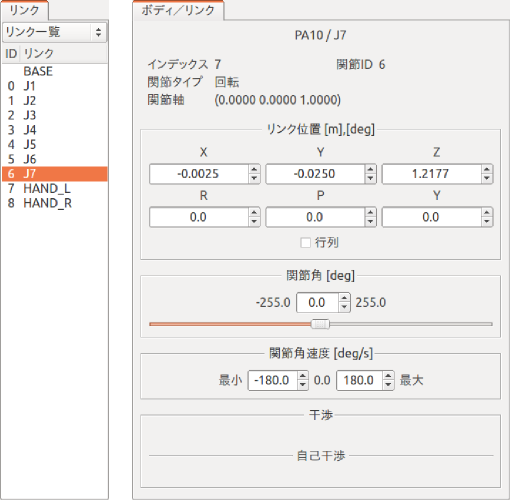 リンク
リンク一覧
ID リンク
BASE
0 J1
1 J2
2 J3
3 J4
4 J5
5 J6
6 J7
7 HAND_L
8 HAND_R
ボディ／リンク
PA10 / J7
インデックス 7 関節ID 6
関節タイプ 回転
関節軸 (0.0000 0.0000 1.0000)
リンク位置 [m],[deg]
X Y Z
-0.0025 -0.0250 1.2177
R P Y
0.0 0.0 0.0
行列
関節角 [deg]
-255.0 0.0 255.0
関節角速度 [deg/s]
最小 -180.0 0.0 180.0 最大
干渉
自己干渉